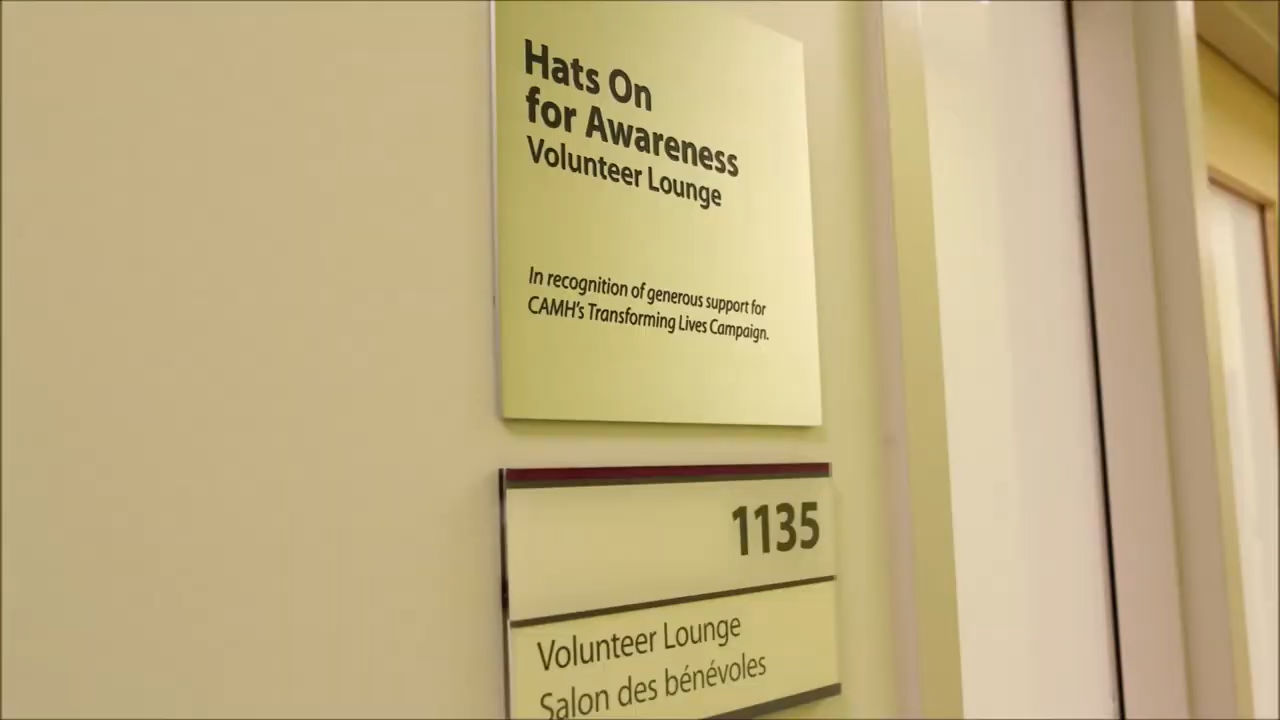 Hats On
for Awareness
Volunteer Lounge
In recognition of generous support for
CAMH's Transforming Lives Campaign.
1135
Volunteer Lounge
Salon des bénévoles